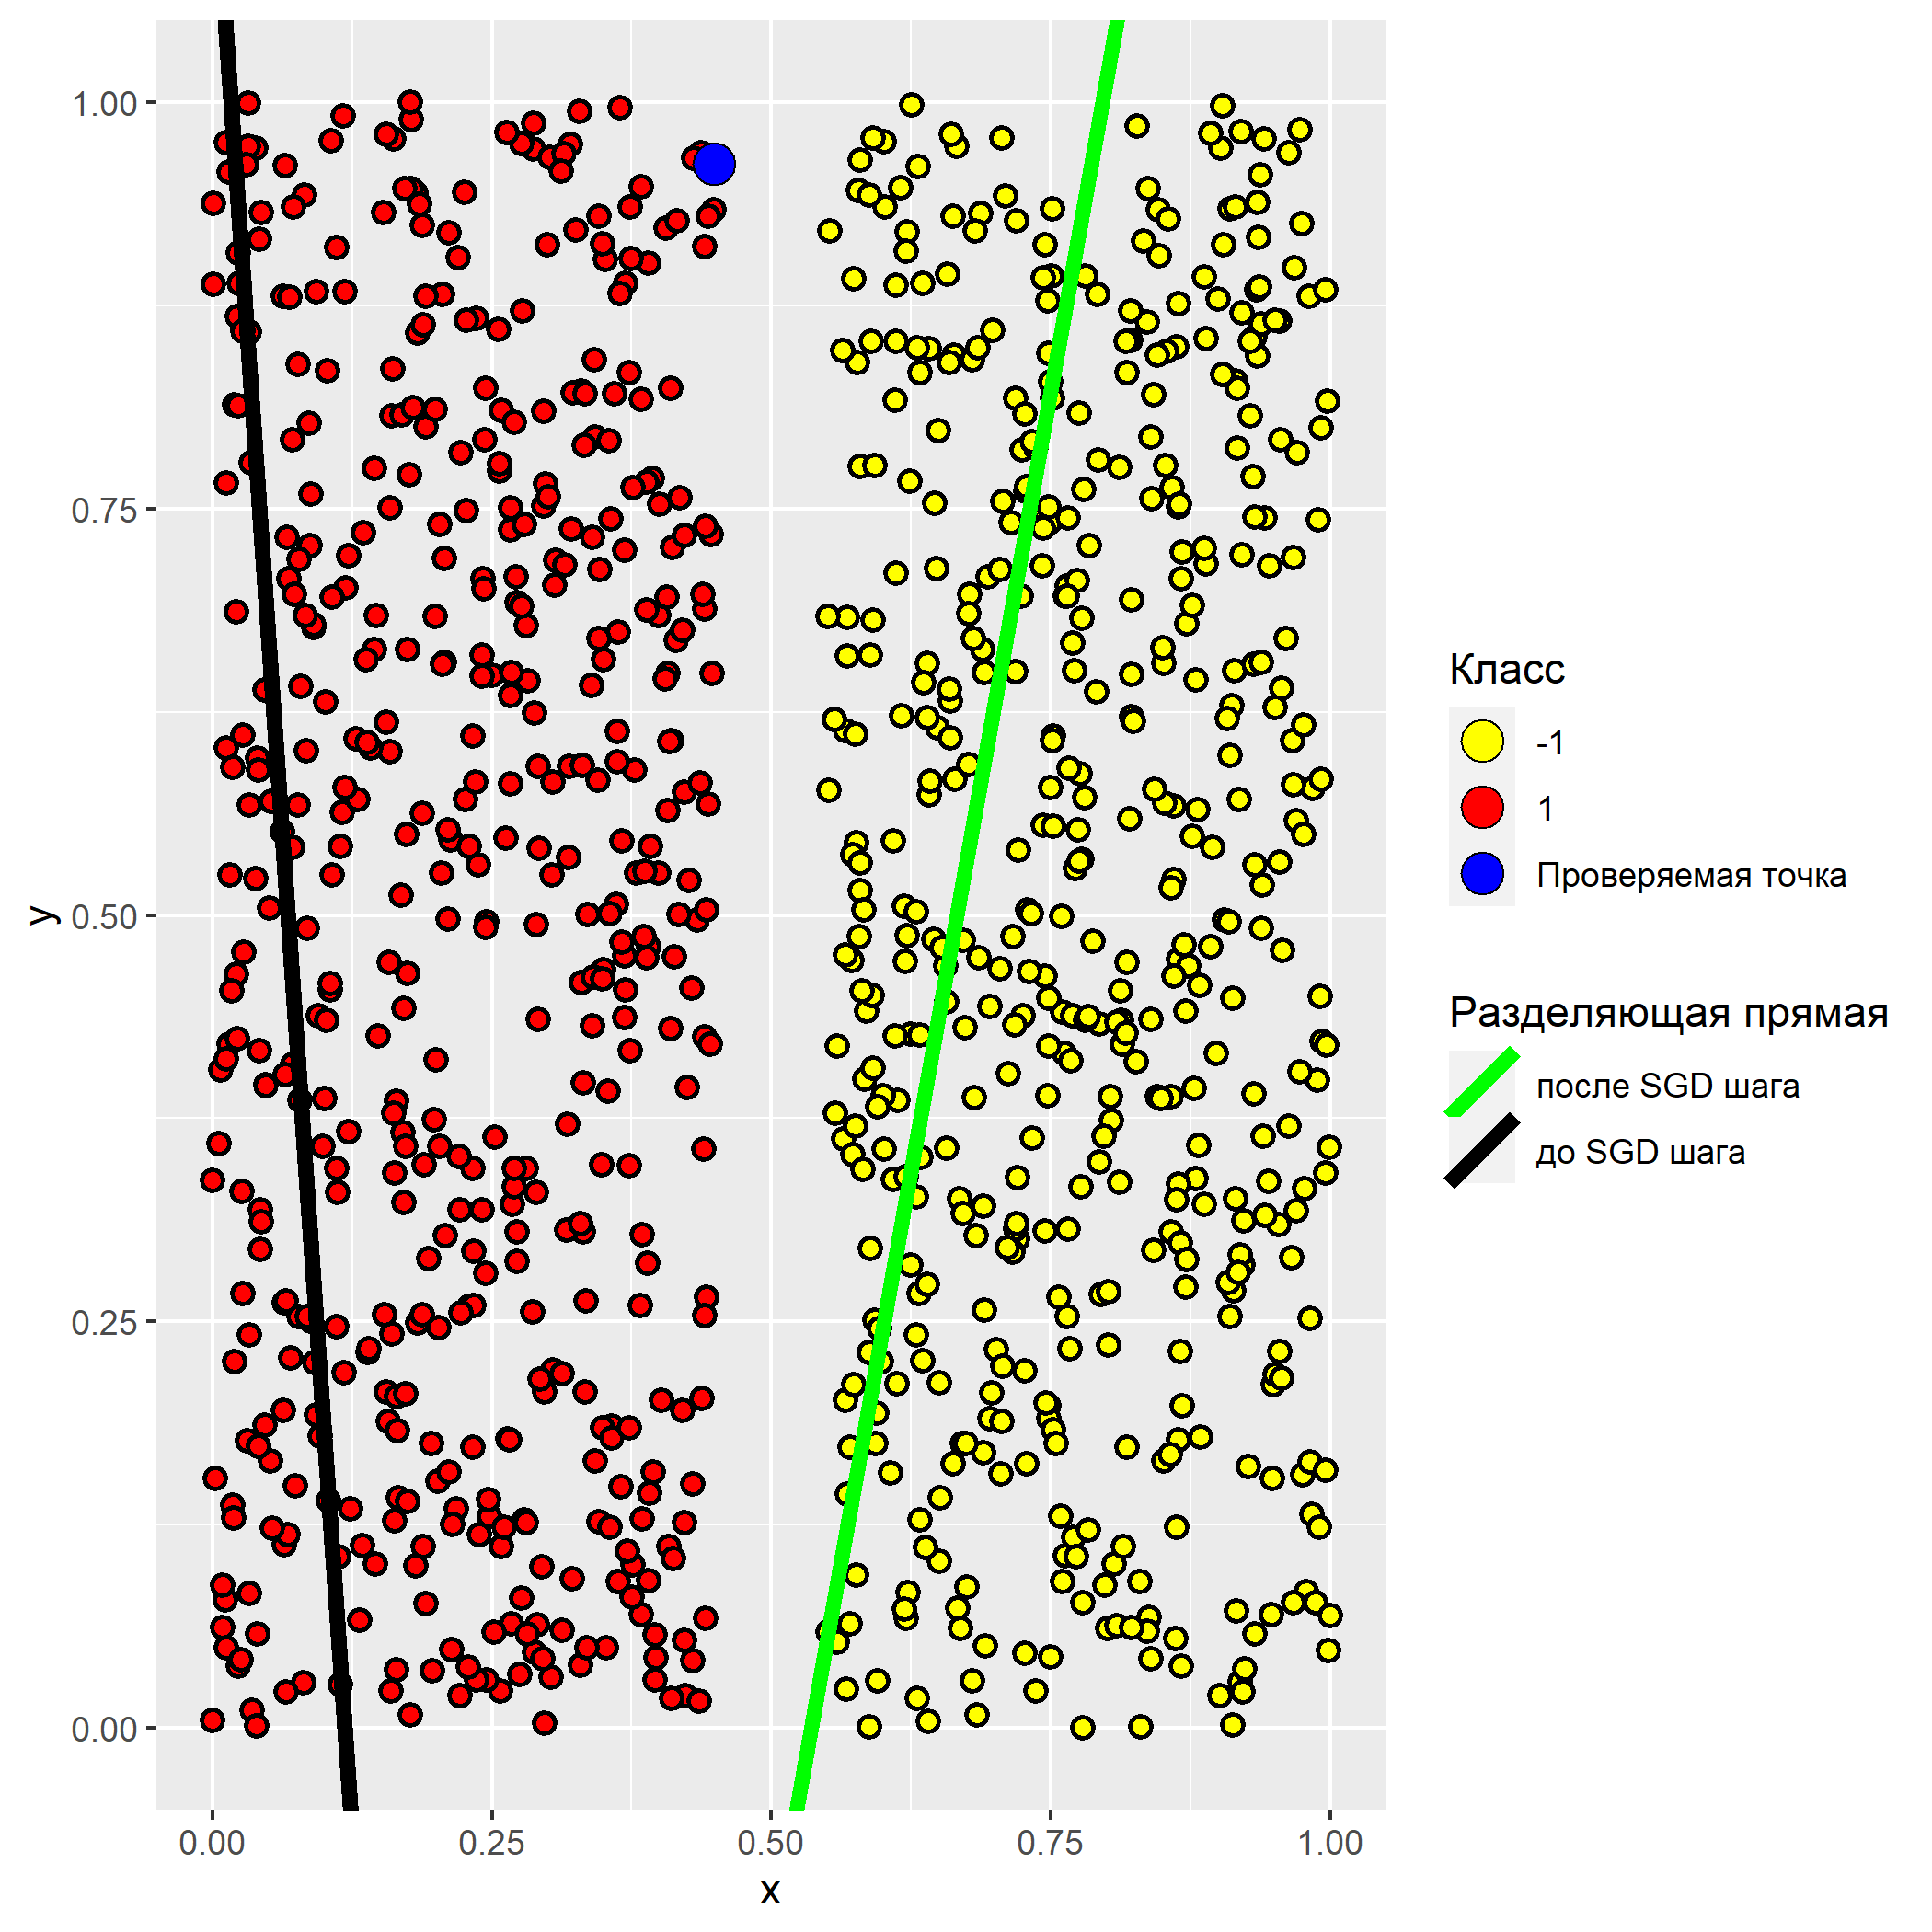 1.00
0.75
0.50
0.25
0.00
y
0.00 0.25 0.50 0.75 1.00
x
Класс
-1
1
Проверяемая точка
Разделяющая прямая
после SGD шага
до SGD шага